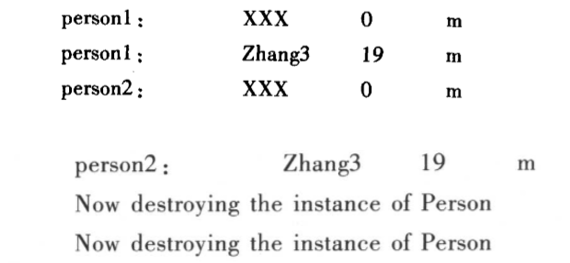 person1： XXX 0 m
person1： Zhang3 19 m
person2： XXX 0 m
person2： Zhang3 19 m
Now destroying the instance of Person
Now destroying the instance of Person